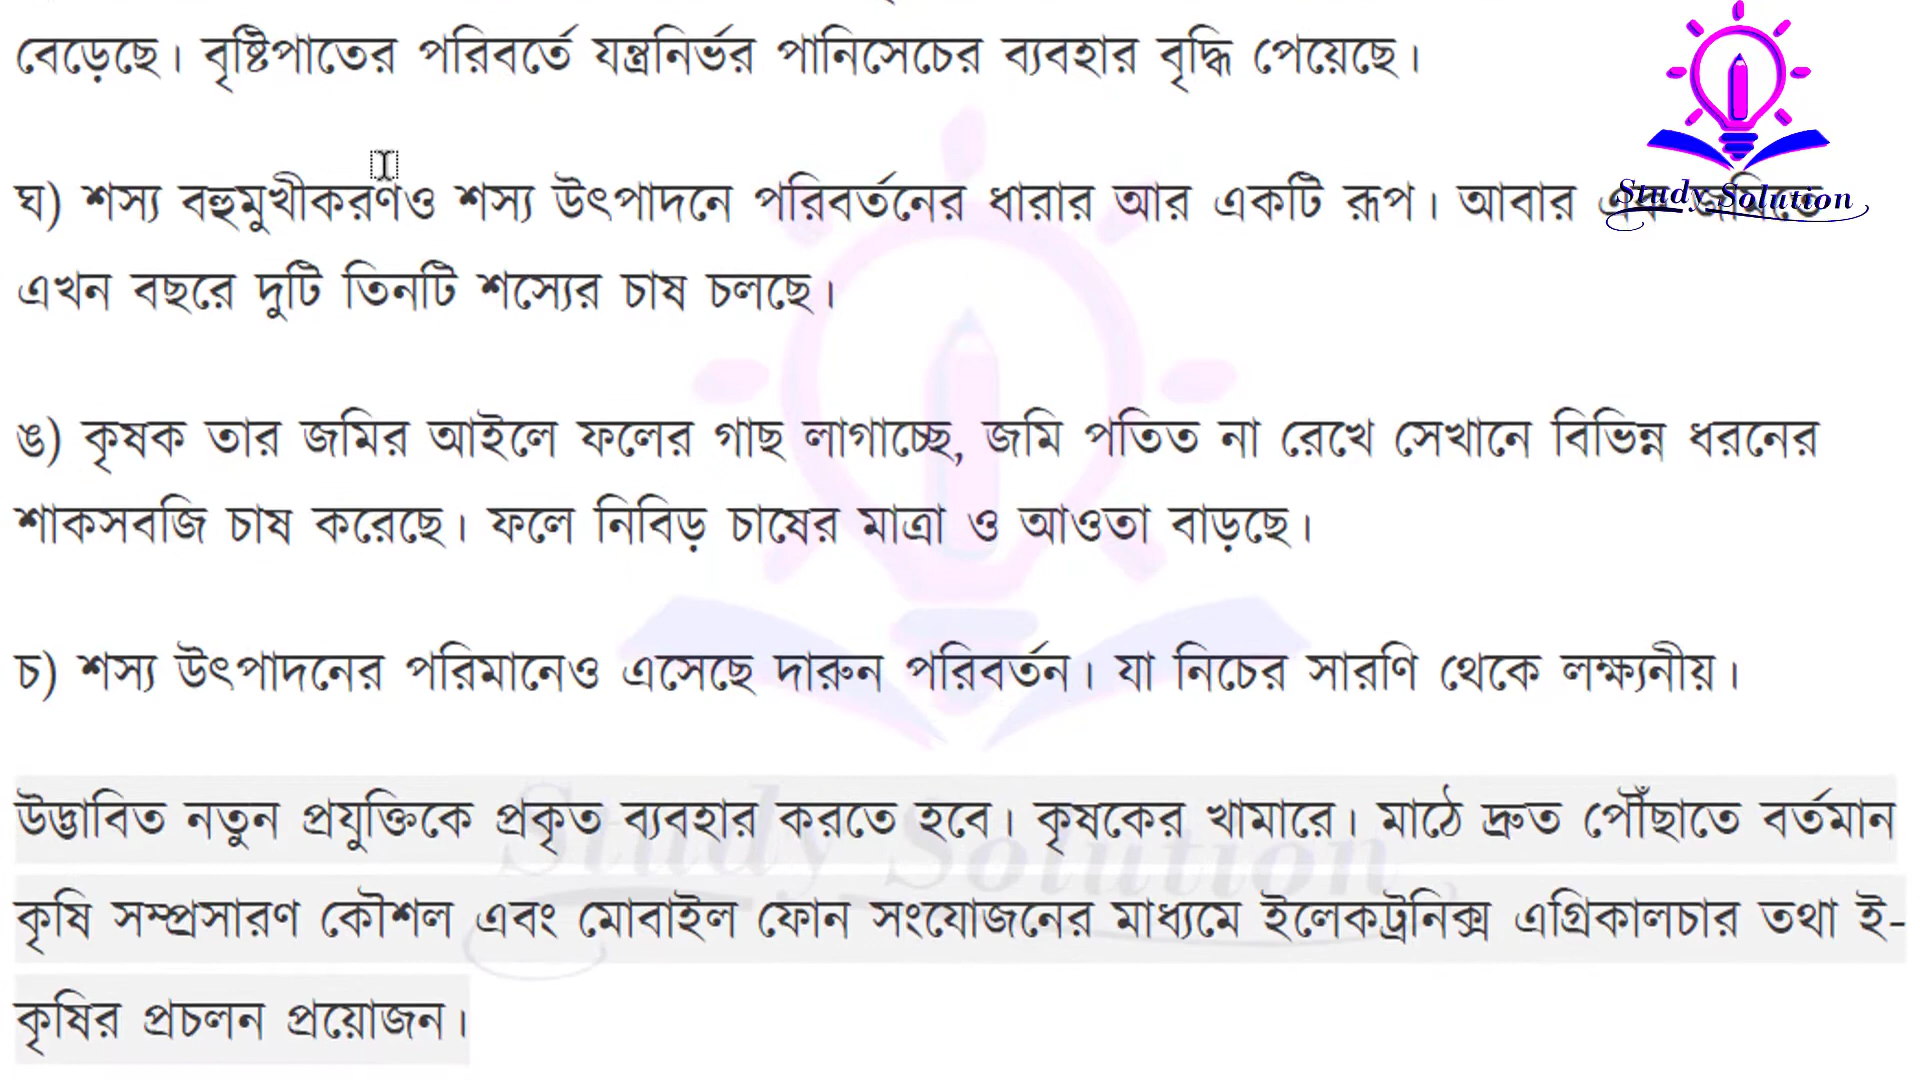 বেড়েছে। বৃষ্টিপাতের পরিবর্তে যন্ত্রনির্ভর পানিসেচের ব্যবহার বৃদ্ধি পেয়েছে।
ঘ) শস্য বহুমুখীকরণও শস্য উৎপাদনে পরিবর্তনের ধারার আর একটি রূপ। আবার
Study Solution
এখন বছরে দুটি তিনটি শস্যের চাষ চলছে।
ঙ) কৃষক তার জমির আইলে ফলের গাছ লাগাচ্ছে, জমি পতিত না রেখে সেখানে বিভিন্ন ধরনের
শাকসবজি চাষ করেছে। ফলে নিবিড় চাষের মাত্রা ও আওতা বাড়ছে।
চ) শস্য উৎপাদনের পরিমানেও এসেছে দারুন পরিবর্তন। যা নিচের সারণি থেকে লক্ষ্যনীয়।
উদ্ভাবিত নতুন প্রযুক্তিকে প্রকৃত ব্যবহার করতে হবে। কৃষকের খামারে। মাঠে দ্রুত পৌঁছাতে বর্তমান
কৃষি সম্প্রসারণ কৌশল এবং মোবাইল ফোন সংযোজনের মাধ্যমে ইলেকট্রনিক্স এগ্রিকালচার তথা ই-
কৃষির প্রচলন প্রয়োজন।
Study Solution